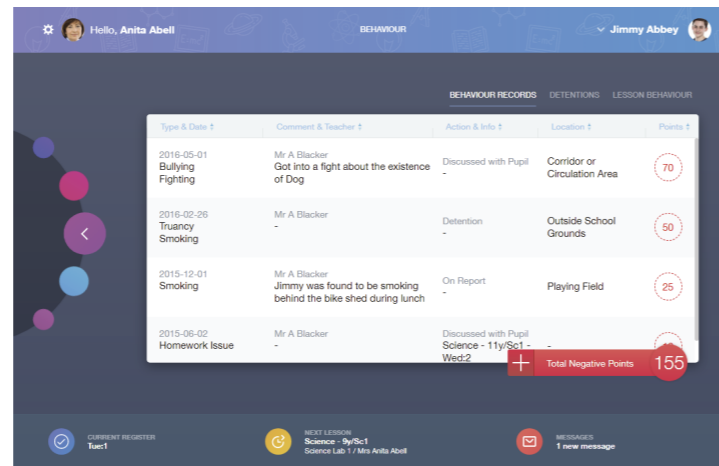 Hello, Anita Abell
BEHAVIOUR
Jimmy Abbey
BEHAVIOUR RECORDS DETENTIONS LESSON BEHAVIOUR
Type & Date Comment & Teacher Action & Info Location Points
2016-05-01
Bullying
Fighting
Mr A Blacker
Got into a fight about the existence
of Dog
Discussed with Pupil
-
Corridor or
Circulation Area
70
2016-02-26
Truancy
Smoking
Mr A Blacker
-
Detention
-
Outside School
Grounds
50
2015-12-01
Smoking
Mr A Blacker
Jimmy was found to be smoking
behind the bike shed during lunch
On Report
-
Playing Field
25
2015-06-02
Homework Issue
Mr A Blacker
-
Discussed with Pupil
Science - 11y/Sc1 -
Wed:2
-
Total Negative Points 155
CURRENT REGISTER
Tue:1
NEXT LESSON
Science - 9y/Sc1
Science Lab 1 / Mrs Anita Abell
MESSAGES
1 new message